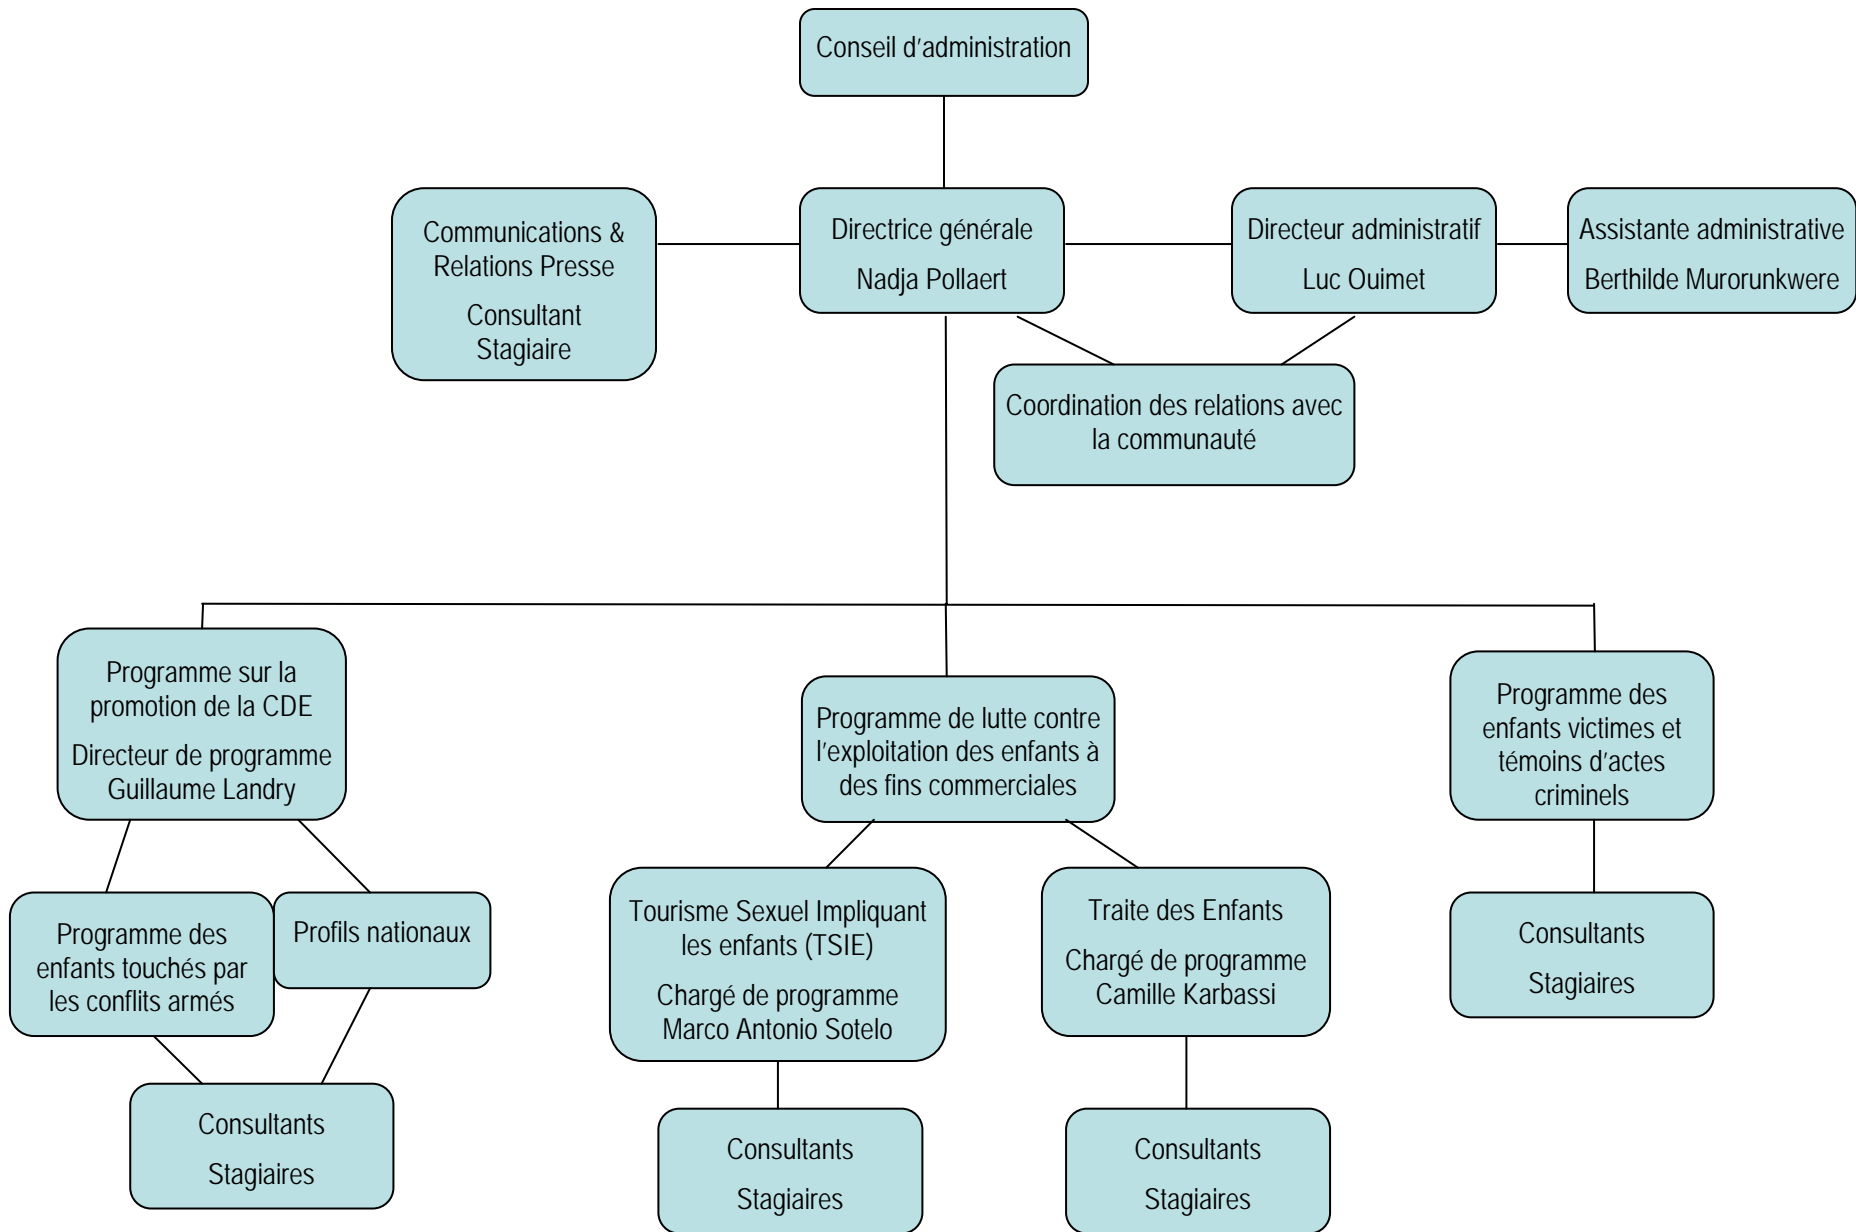 Conseil d'administration
Communications &
Relations Presse
Consultant
Stagiaire
Directrice générale
Nadja Pollaert
Directeur administratif
Luc Ouimet
Assistante administrative
Berthilde Murorunkwere
Coordination des relations avec
la communauté
Programme sur la
promotion de la CDE
Directeur de programme
Guillaume Landry
Programme de lutte contre
l'exploitation des enfants à
des fins commerciales
Programme des
enfants victimes et
témoins d'actes
criminels
Programme des
enfants touchés par
les conflits armés
Profils nationaux
Tourisme Sexuel Impliquant
les enfants (TSIE)
Chargé de programme
Marco Antonio Sotelo
Traite des Enfants
Chargé de programme
Camille Karbassi
Consultants
Stagiaires
Consultants
Stagiaires
Consultants
Stagiaires
Consultants
Stagiaires